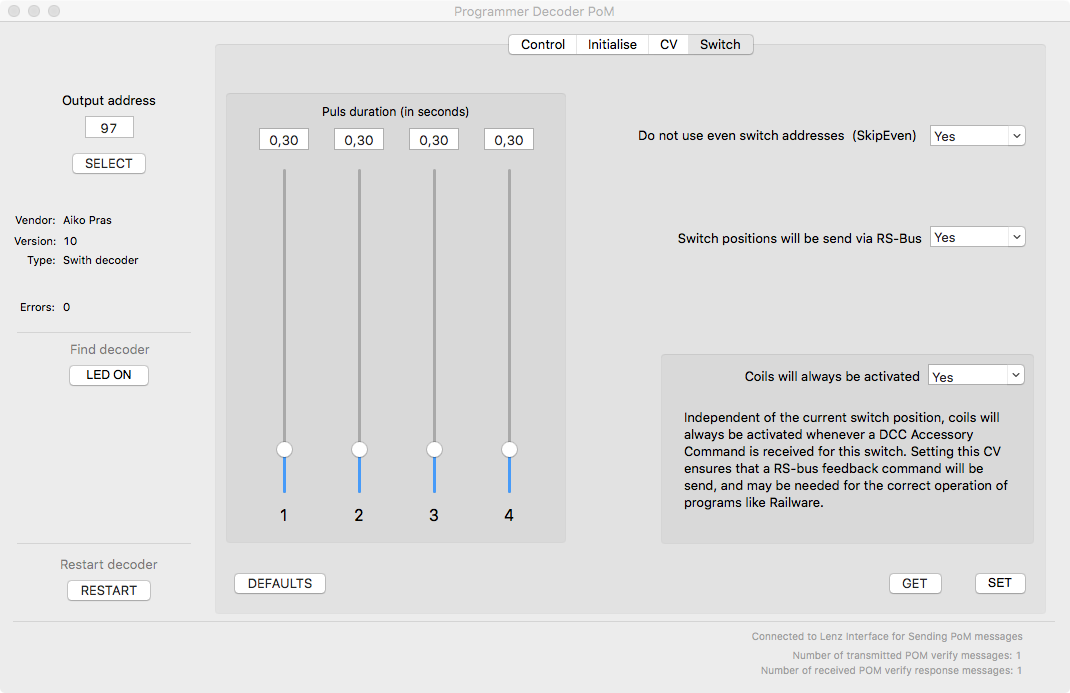 Programmer Decoder PoM
Control Initialise CV Switch
Output address
97
SELECT
Vendor: Aiko Pras
Version: 10
Type: Swith decoder
Errors: 0
Find decoder
LED ON
Restart decoder
RESTART
Puls duration (in seconds)
0,30 0,30 0,30 0,30
1 2 3 4
DEFAULTS
Do not use even switch addresses (SkipEven) Yes
Switch positions will be send via RS-Bus Yes
Coils will always be activated Yes
Independent of the current switch position, coils will
always be activated whenever a DCC Accessory
Command is received for this switch. Setting this CV
ensures that a RS-bus feedback command will be
send, and may be needed for the correct operation of
programs like Railware.
GET SET
Connected to Lenz Interface for Sending PoM messages
Number of transmitted POM verify messages: 1
Number of received POM verify response messages: 1